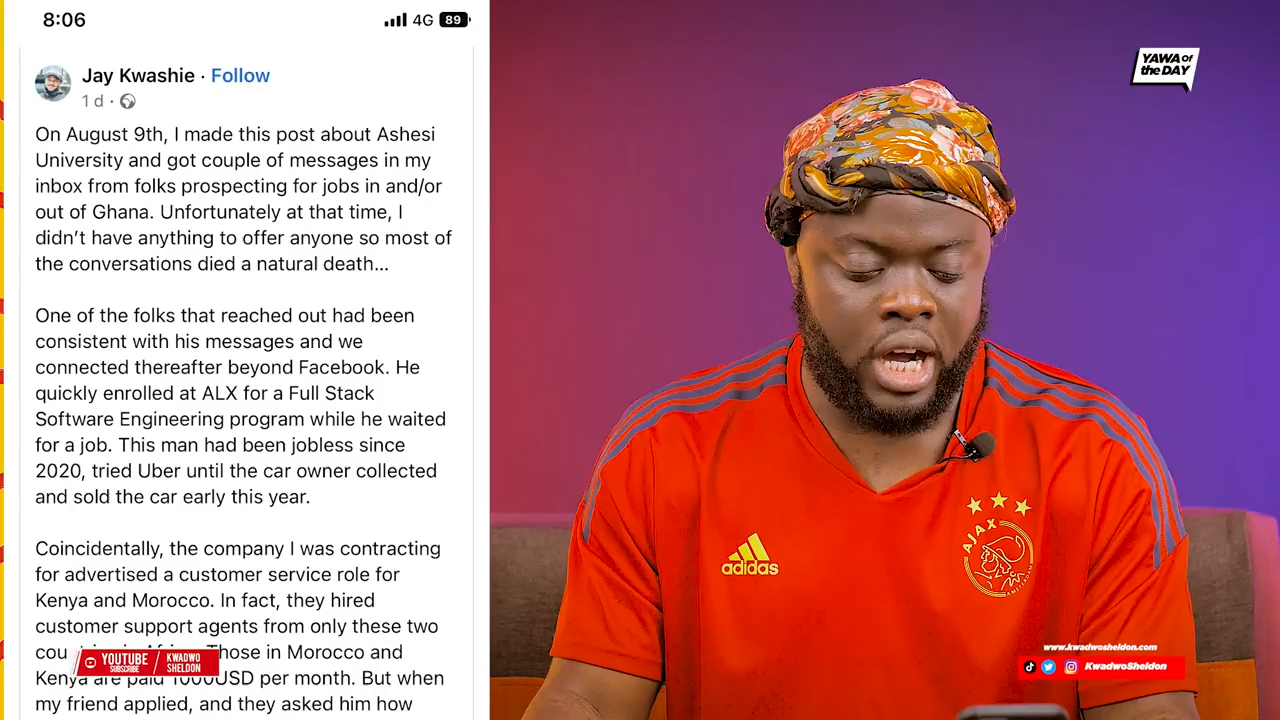 8:06
4G 89
Jay Kwashie · Follow
1 d ·
On August 9th, I made this post about Ashesi
University and got couple of messages in my
inbox from folks prospecting for jobs in and/or
out of Ghana. Unfortunately at that time, I
didn't have anything to offer anyone so most of
the conversations died a natural death...
One of the folks that reached out had been
consistent with his messages and we
connected thereafter beyond Facebook. He
quickly enrolled at ALX for a Full Stack
Software Engineering program while he waited
for a job. This man had been jobless since
2020, tried Uber until the car owner collected
and sold the car early this year.
Coincidentally, the company I was contracting
for advertised a customer service role for
Kenya and Morocco. In fact, they hired
customer support agents from only these two
Those in Morocco and
Kenya are paid 1000USD per month. But when
my friend applied, and they asked him how
YOUTUBE
SUBSCRIBE
KWADWO
SHELDON
YAWA of
the DAY
adidas
AJAX
AMSTERDAM
www.kwadwosheldon.com
KwadwoSheldon